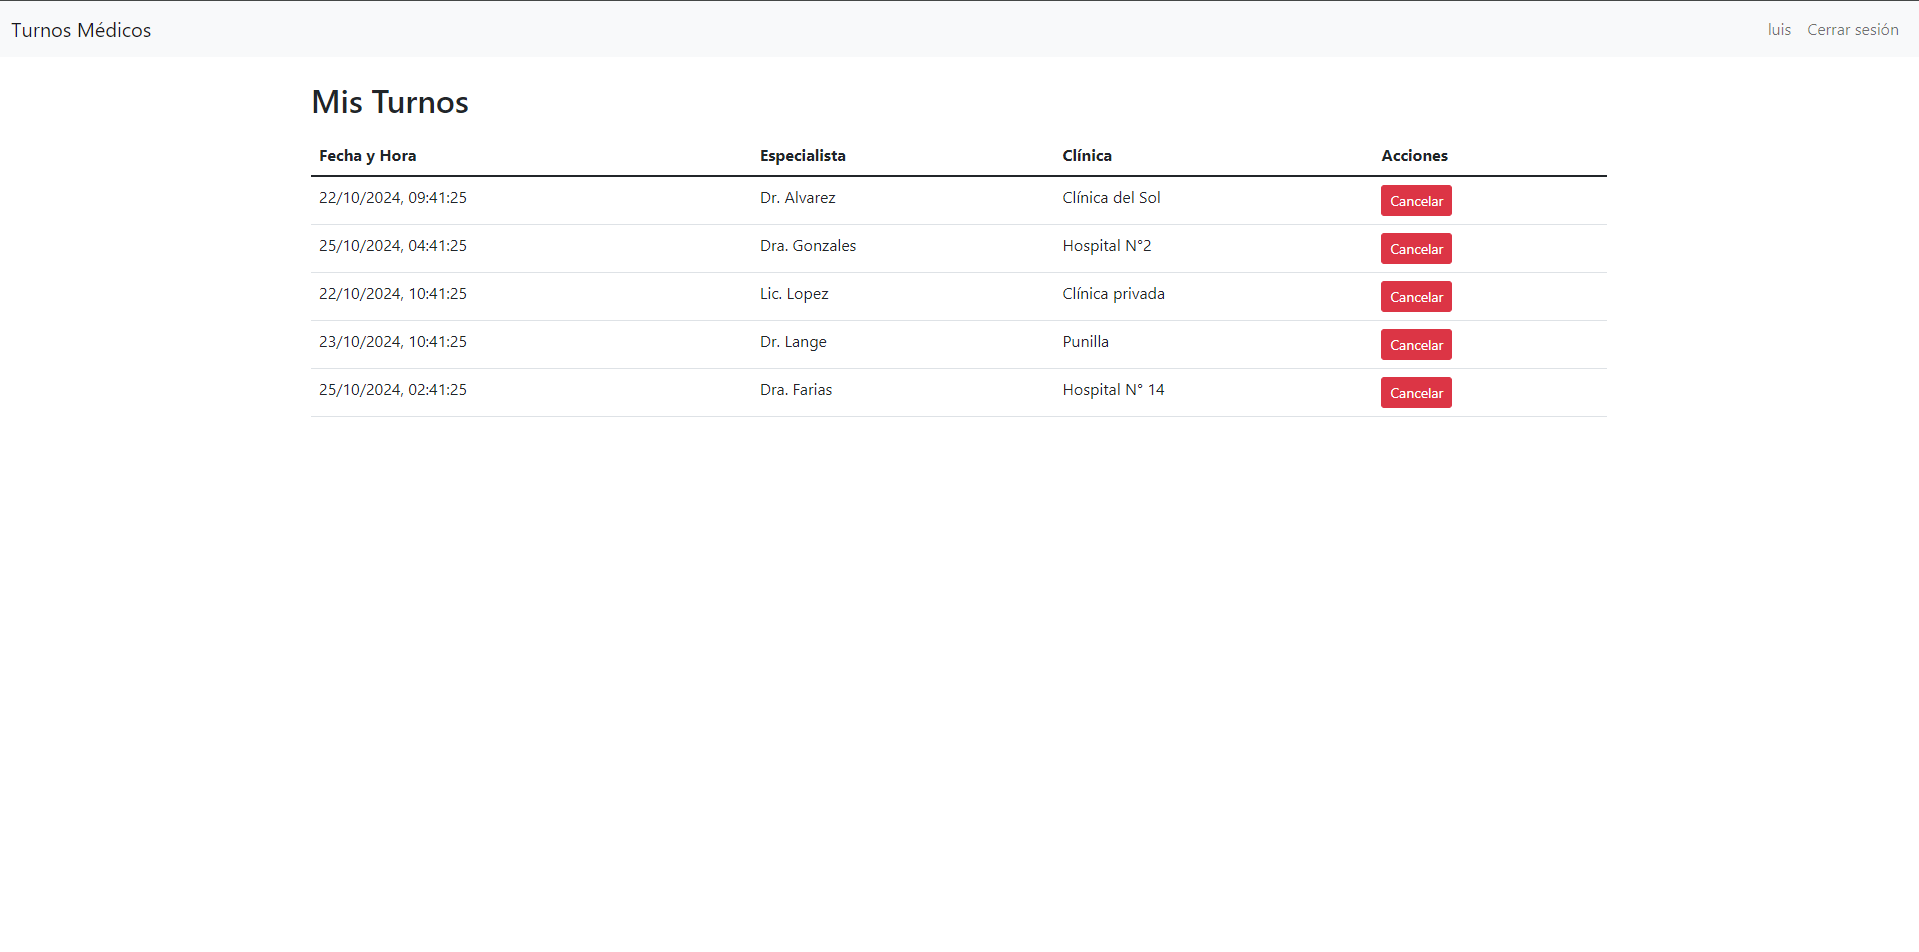 Turnos Médicos luis Cerrar sesión
Mis Turnos
Fecha y Hora Especialista Clínica Acciones
22/10/2024, 09:41:25 Dr. Alvarez Clínica del Sol Cancelar
25/10/2024, 04:41:25 Dra. Gonzales Hospital N°2 Cancelar
22/10/2024, 10:41:25 Lic. Lopez Clínica privada Cancelar
23/10/2024, 10:41:25 Dr. Lange Punilla Cancelar
25/10/2024, 02:41:25 Dra. Farias Hospital N° 14 Cancelar